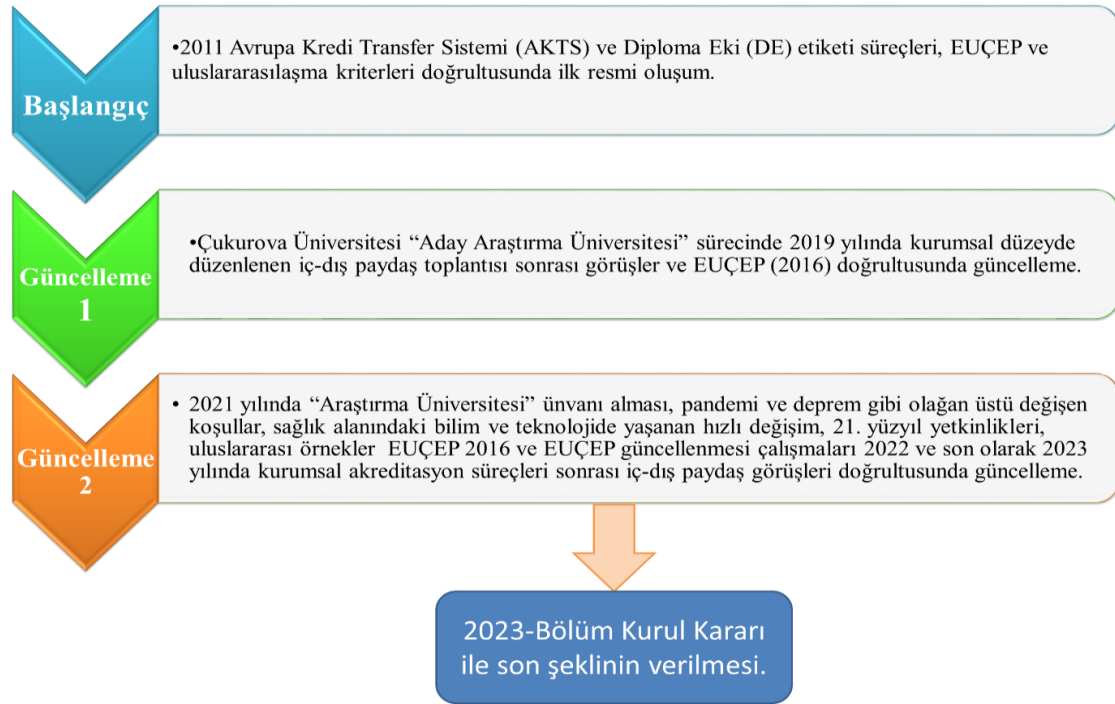 Başlangıç
•2011 Avrupa Kredi Transfer Sistemi (AKTS) ve Diploma Eki (DE) etiketi süreçleri, EUÇEP ve
uluslararasılaşma kriterleri doğrultusunda ilk resmi oluşum.
Güncelleme
1
•Çukurova Üniversitesi “Aday Araştırma Üniversitesi” sürecinde 2019 yılında kurumsal düzeyde
düzenlenen iç-dış paydaş toplantısı sonrası görüşler ve EUÇEP (2016) doğrultusunda güncelleme.
Güncelleme
2
• 2021 yılında “Araştırma Üniversitesi” ünvanı alması, pandemi ve deprem gibi olağan üstü değişen
koşullar, sağlık alanındaki bilim ve teknolojide yaşanan hızlı değişim, 21. yüzyıl yetkinlikleri,
uluslararası örnekler EUÇEP 2016 ve EUÇEP güncellenmesi çalışmaları 2022 ve son olarak 2023
yılında kurumsal akreditasyon süreçleri sonrası iç-dış paydaş görüşleri doğrultusunda güncelleme.
2023-Bölüm Kurul Kararı
ile son şeklinin verilmesi.